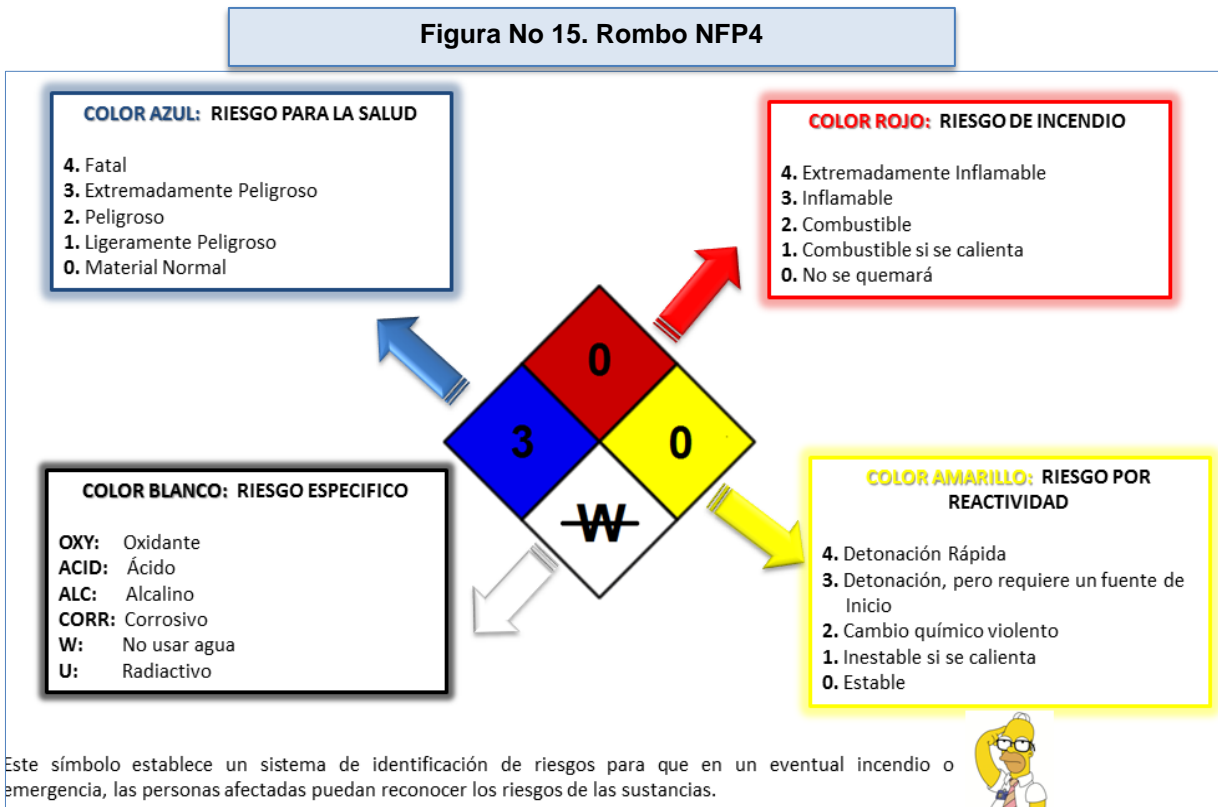 Figura No 15. Rombo NFP4
COLOR AZUL: RIESGO PARA LA SALUD
4. Fatal
3. Extremadamente Peligroso
2. Peligroso
1. Ligeramente Peligroso
0. Material Normal
COLOR ROJO: RIESGO DE INCENDIO
4. Extremadamente Inflamable
3. Inflamable
2. Combustible
1. Combustible si se calienta
0. No se quemará
0
3
0
W
COLOR BLANCO: RIESGO ESPECIFICO
OXY: Oxidante
ACID: Ácido
ALC: Alcalino
CORR: Corrosivo
W: No usar agua
U: Radiactivo
COLOR AMARILLO: RIESGO POR
REACTIVIDAD
4. Detonación Rápida
3. Detonación, pero requiere un fuente de
Inicio
2. Cambio químico violento
1. Inestable si se calienta
0. Estable
Este símbolo establece un sistema de identificación de riesgos para que en un eventual incendio o
emergencia, las personas afectadas puedan reconocer los riesgos de las sustancias.